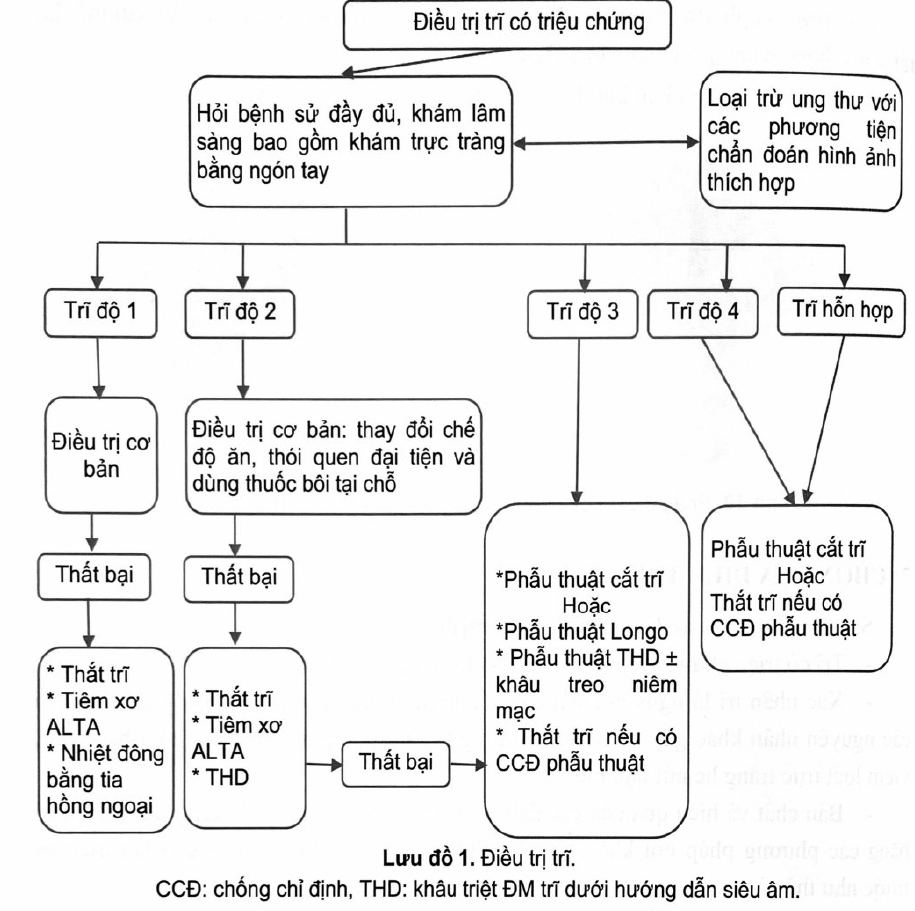 Điều trị trĩ có triệu chứng
Hỏi bệnh sử đầy đủ, khám lâm
sàng bao gồm khám trực tràng
bằng ngón tay
Loại trừ ung thư với
các phương tiện
chẩn đoán hình ảnh
thích hợp
Trĩ độ 1
Trĩ độ 2
Trĩ độ 3
Trĩ độ 4
Trĩ hỗn hợp
Điều trị cơ
bản
Điều trị cơ bản: thay đổi chế
độ ăn, thói quen đại tiện và
dùng thuốc bôi tại chỗ
Thất bại
Thất bại
* Thắt trĩ
* Tiêm xơ
ALTA
* Nhiệt đông
bằng tia
hồng ngoại
* Thắt trĩ
* Tiêm xơ
ALTA
* THD
Thất bại
*Phẫu thuật cắt trĩ
Hoặc
*Phẫu thuật Longo
* Phẫu thuật THD ±
khâu treo niêm
mạc
* Thắt trĩ nếu có
CCĐ phẫu thuật
Phẫu thuật cắt trĩ
Hoặc
Thắt trĩ nếu có
CCĐ phẫu thuật
Lưu đồ 1. Điều trị trĩ.
CCĐ: chống chỉ định, THD: khâu triệt ĐM trĩ dưới hướng dẫn siêu âm.